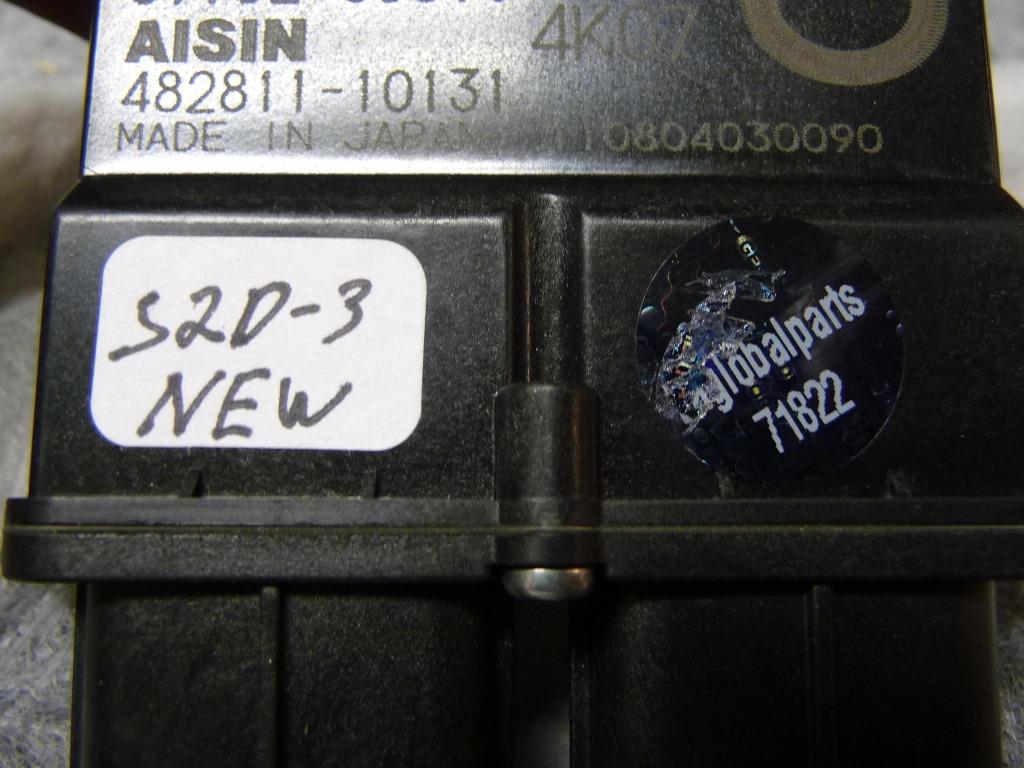 AISIN
4K07
482811-10131
MADE IN JAPAN
0804030090
S2D-3
NEW
globalparts
71822